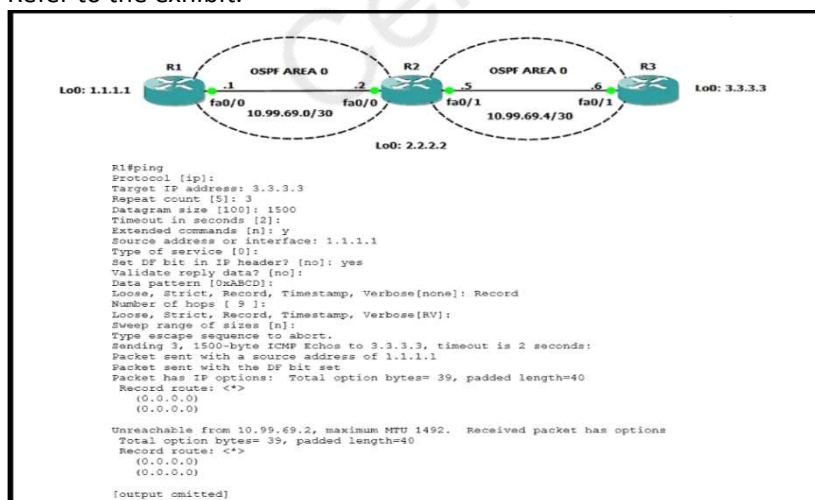 Refer to the exhibit.
R1
R2
R3
OSPF AREA 0
OSPF AREA 0
Lo0: 1.1.1.1
.1
.2
.5
.6
Lo0: 3.3.3.3
fa0/0
fa0/0
fa0/1
fa0/1
10.99.69.0/30
10.99.69.4/30
Lo0: 2.2.2.2
R1#ping
Protocol [ip]:
Target IP address: 3.3.3.3
Repeat count [5]: 3
Datagram size [100]: 1500
Timeout in seconds [2]:
Extended commands [n]: y
Source address or interface: 1.1.1.1
Type of service [0]:
Set DF bit in IP header? [no]: yes
Validate reply data? [no]:
Data pattern [0xABCD]:
Loose, Strict, Record, Timestamp, Verbose[none]: Record
Number of hops [ 9 ]:
Loose, Strict, Record, Timestamp, Verbose[RV]:
Sweep range of sizes [n]:
Type escape sequence to abort.
Sending 3, 1500-byte ICMP Echos to 3.3.3.3, timeout is 2 seconds:
Packet sent with a source address of 1.1.1.1
Packet sent with the DF bit set
Packet has IP options:  Total option bytes= 39, padded length=40
Record route: <*>
(0.0.0.0)
(0.0.0.0)
Unreachable from 10.99.69.2, maximum MTU 1492.  Received packet has options
Total option bytes= 39, padded length=40
Record route: <*>
(0.0.0.0)
(0.0.0.0)
[output omitted]